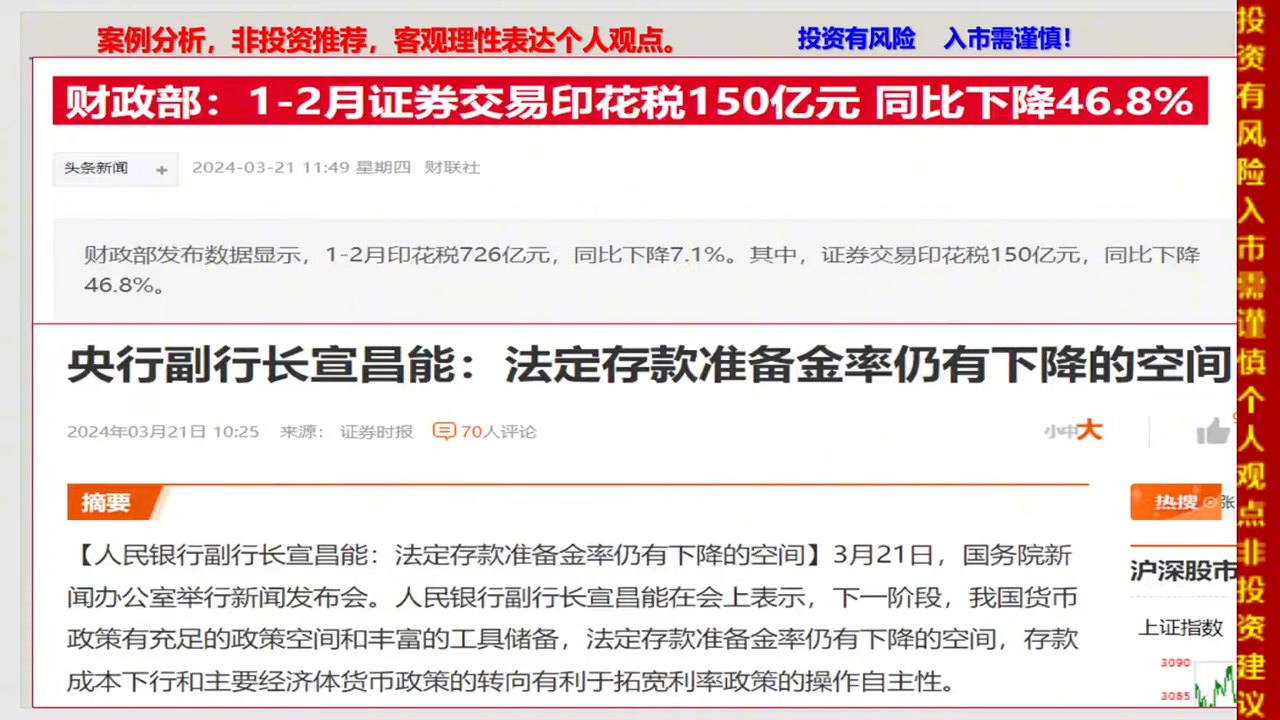 案例分析，非投资推荐，客观理性表达个人观点。
投资有风险 入市需谨慎！
财政部：1-2月证券交易印花税150亿元 同比下降46.8%
头条新闻 + 2024-03-21 11:49 星期四 财联社
财政部发布数据显示，1-2月印花税726亿元，同比下降7.1%。其中，证券交易印花税150亿元，同比下降
46.8%。
央行副行长宣昌能：法定存款准备金率仍有下降的空间
2024年03月21日 10:25 来源： 证券时报 70人评论
小中大
摘要
【人民银行副行长宣昌能：法定存款准备金率仍有下降的空间】3月21日，国务院新
闻办公室举行新闻发布会。人民银行副行长宣昌能在会上表示，下一阶段，我国货币
政策有充足的政策空间和丰富的工具储备，法定存款准备金率仍有下降的空间，存款
成本下行和主要经济体货币政策的转向有利于拓宽利率政策的操作自主性。
热搜 张
沪深股市
上证指数
3090
3085
投资有风险入市需谨慎个人观点非投资建议